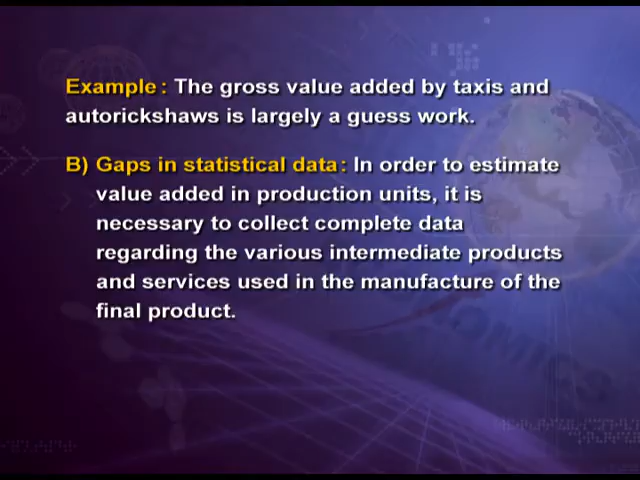 Example : The gross value added by taxis and
autorickshaws is largely a guess work.
B) Gaps in statistical data : In order to estimate
value added in production units, it is
necessary to collect complete data
regarding the various intermediate products
and services used in the manufacture of the
final product.